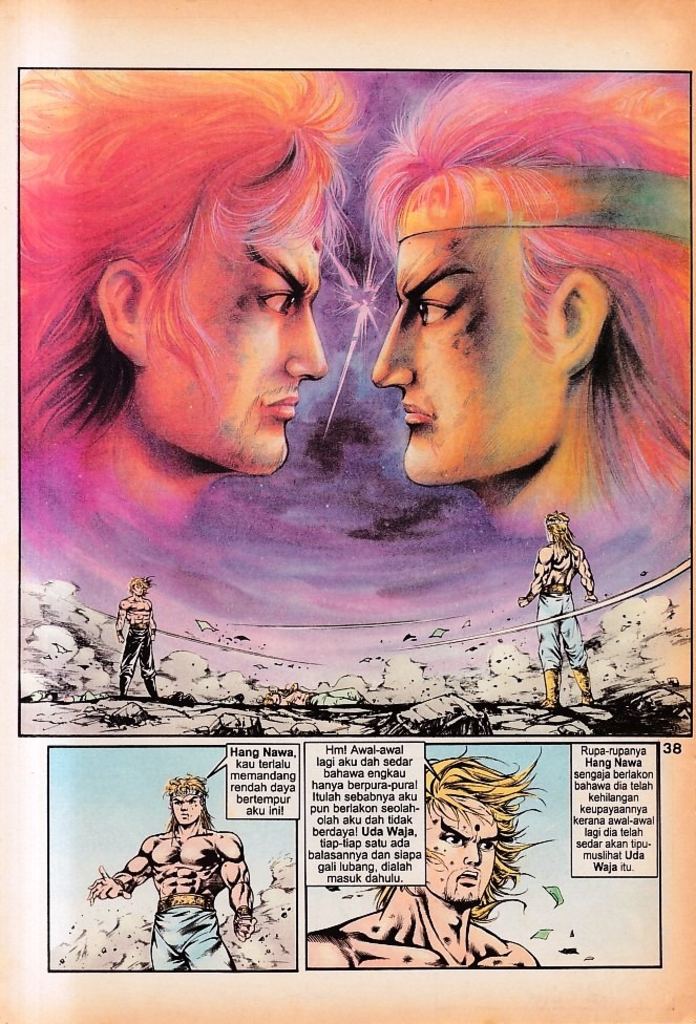 38
Hang Nawa,
kau terlalu
memandang
rendah daya
bertempur
aku ini!
Hm! Awal-awal
lagi aku dah sedar
bahawa engkau
hanya berpura-pura!
Itulah sebabnya aku
pun berlakon seolah-
olah aku dah tidak
berdaya! Uda Waja,
tiap-tiap satu ada
balasannya dan siapa
gali lubang, dialah
masuk dahulu.
Rupa-rupanya
Hang Nawa
sengaja berlakon
bahawa dia telah
kehilangan
keupayaannya
kerana awal-awal
lagi dia telah
sedar akan tipu-
muslihat Uda
Waja itu.